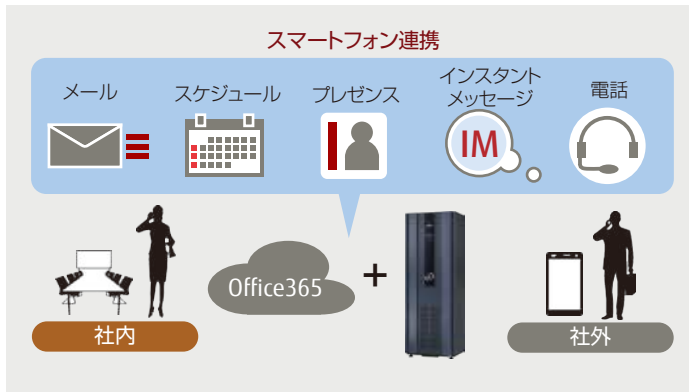 スマートフォン連携
メール
スケジュール
プレゼンス
インスタント
メッセージ
電話
IM
Office365
+
社内
社外